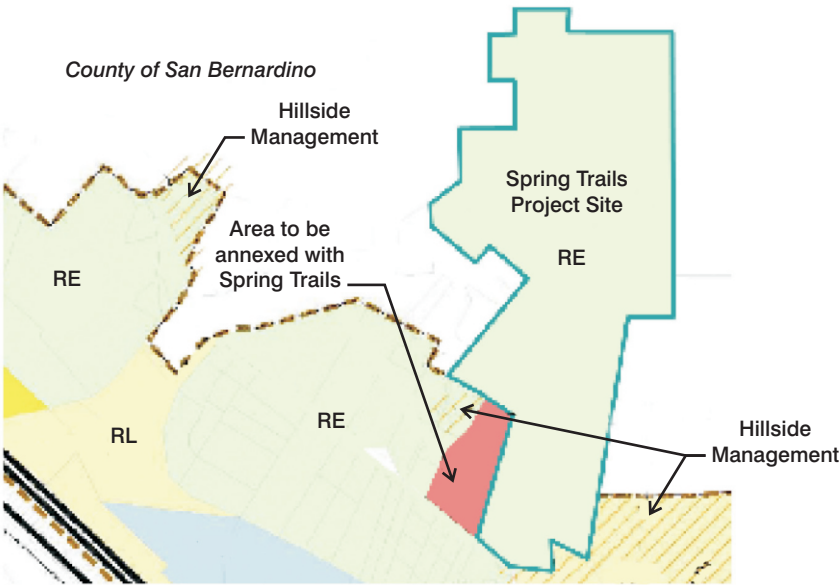 County of San Bernardino
Hillside
Management
Spring Trails
Project Site
RE
Area to be
annexed with
Spring Trails
RE
RE
RL
Hillside
Management